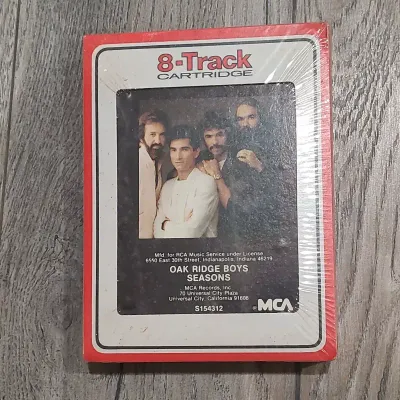 8-Track
CARTRIDGE
Mfd. for RCA Music Service under License
6550 East 30th Street, Indianapolis, Indiana 46219
OAK RIDGE BOYS
SEASONS
MCA Records, Inc.
70 Universal City Plaza
Universal City, California 91608
S154312
MCA